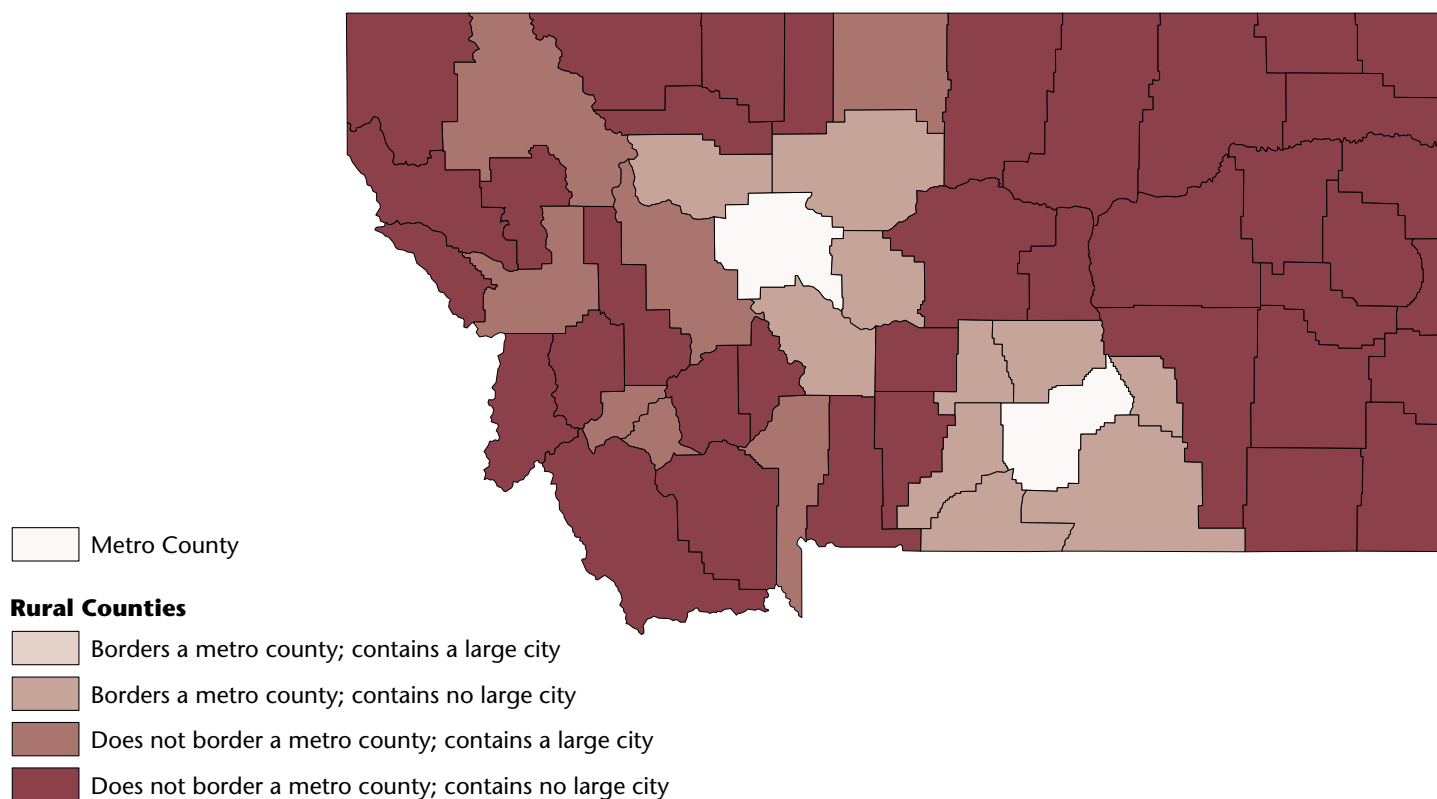 Metro County
Rural Counties
Borders a metro county; contains a large city
Borders a metro county; contains no large city
Does not border a metro county; contains a large city
Does not border a metro county; contains no large city